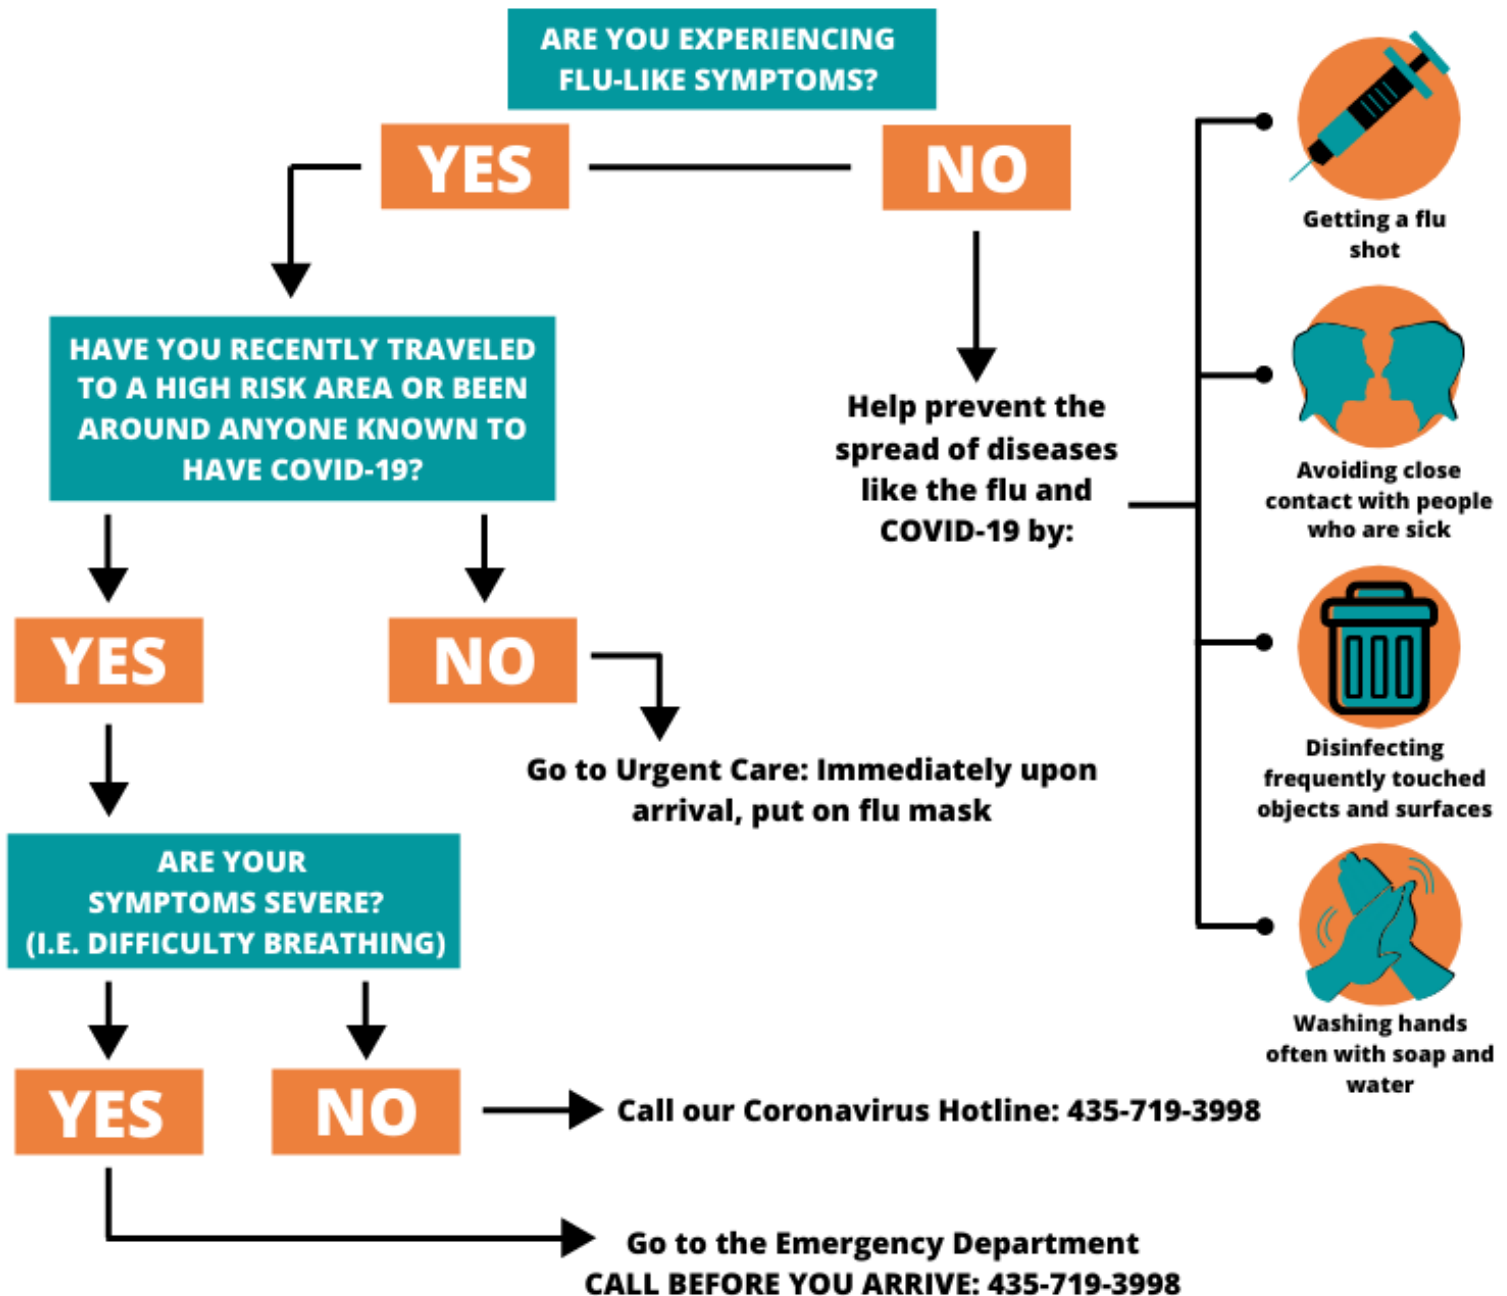 ARE YOU EXPERIENCING
FLU-LIKE SYMPTOMS?
YES
NO
HAVE YOU RECENTLY TRAVELED
TO A HIGH RISK AREA OR BEEN
AROUND ANYONE KNOWN TO
HAVE COVID-19?
YES
NO
Go to Urgent Care: Immediately upon
arrival, put on flu mask
ARE YOUR
SYMPTOMS SEVERE?
(I.E. DIFFICULTY BREATHING)
YES
NO
Call our Coronavirus Hotline: 435-719-3998
Go to the Emergency Department
CALL BEFORE YOU ARRIVE: 435-719-3998
Help prevent the
spread of diseases
like the flu and
COVID-19 by:
Getting a flu
shot
Avoiding close
contact with people
who are sick
Disinfecting
frequently touched
objects and surfaces
Washing hands
often with soap and
water